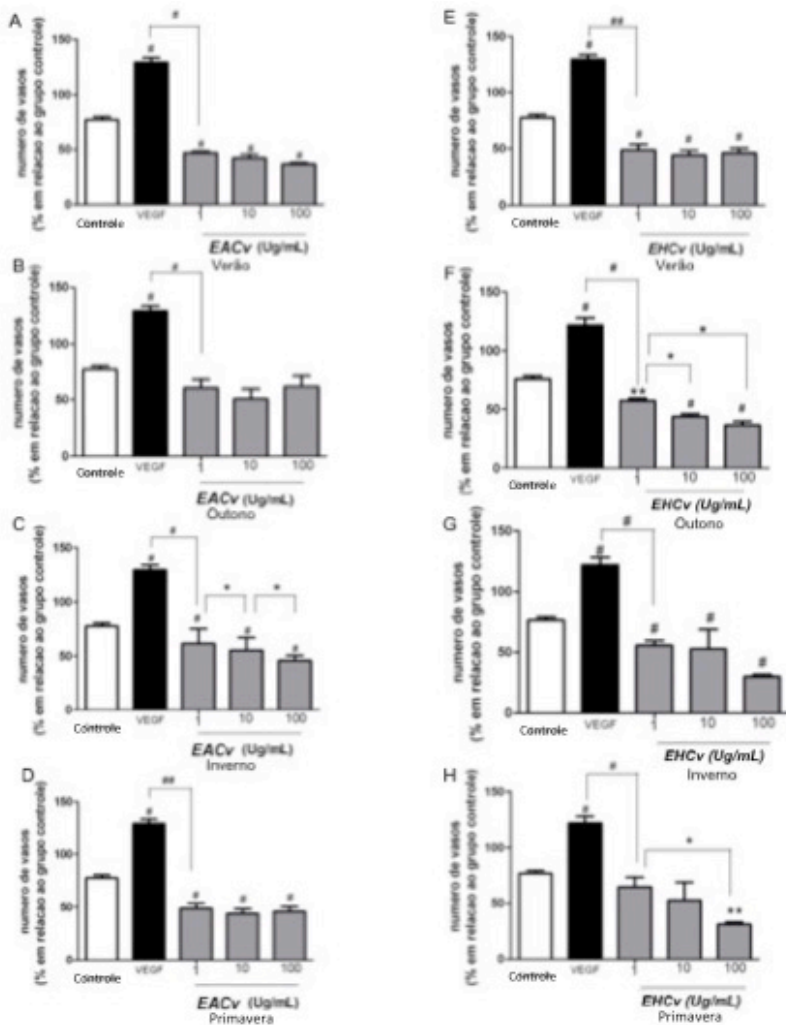 A
numero de vasos
(% em relacao ao grupo controle)
150
100
50
0
#
#
#
#
#
Controle
VEGF
1
10
100
EACv (Ug/mL)
Verão
E
numero de vasos
(% em relacao ao grupo controle)
150
100
50
0
##
#
#
#
#
Controle
VEGF
1
10
100
EHCv (Ug/mL)
Verão
B
numero de vasos
(% em relacao ao grupo controle)
150
100
50
0
#
#
Controle
VEGF
1
10
100
EACv (Ug/mL)
Outono
F
numero de vasos
(% em relacao ao grupo controle)
150
100
50
0
#
#
*
*
**
#
#
Controle
VEGF
1
10
100
EHCv (Ug/mL)
Outono
C
numero de vasos
(% em relacao ao grupo controle)
150
100
50
0
#
#
*
*
#
#
#
Controle
VEGF
1
10
100
EACv (Ug/mL)
Inverno
G
numero de vasos
(% em relacao ao grupo controle)
150
100
50
0
#
#
#
#
#
Controle
VEGF
1
10
100
EHCv (Ug/mL)
Inverno
D
numero de vasos
(% em relacao ao grupo controle)
150
100
50
0
##
#
#
#
#
Controle
VEGF
1
10
100
EACv (Ug/mL)
Primavera
H
numero de vasos
(% em relacao ao grupo controle)
150
100
50
0
#
#
*
**
Controle
VEGF
1
10
100
EHCv (Ug/mL)
Primavera